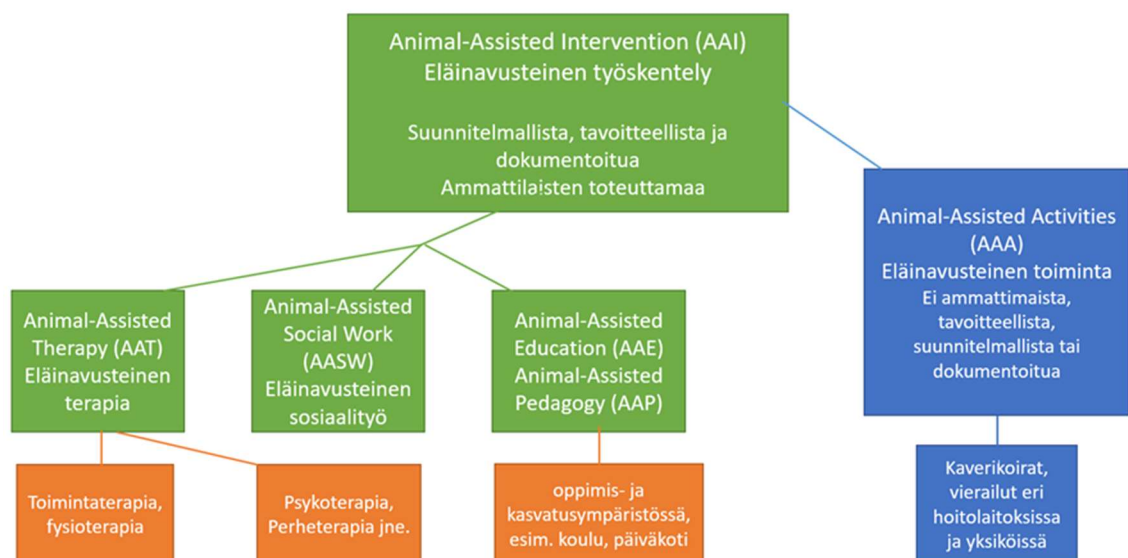 Animal-Assisted Intervention (AAI)
Eläinavusteinen työskentely
Suunnitelmallista, tavoitteellista ja
dokumentoitua
Ammattilaisten toteuttamaa
Animal-Assisted Activities
(AAA)
Eläinavusteinen toiminta
Ei ammattimaista,
tavoitteellista,
suunnitelmallista tai
dokumentoitua
Animal-Assisted
Therapy (AAT)
Eläinavusteinen
terapia
Animal-Assisted
Social Work
(AASW)
Eläinavusteinen
sosiaalityö
Animal-Assisted
Education (AAE)
Animal-Assisted
Pedagogy (AAP)
Toimintaterapia,
fysioterapia
Psykoterapia,
Perheterapia jne.
oppimis- ja
kasvatusympäristössä,
esim. koulu, päiväkoti
Kaverikoirat,
vierailut eri
hoitolaitoksissa
ja yksiköissä